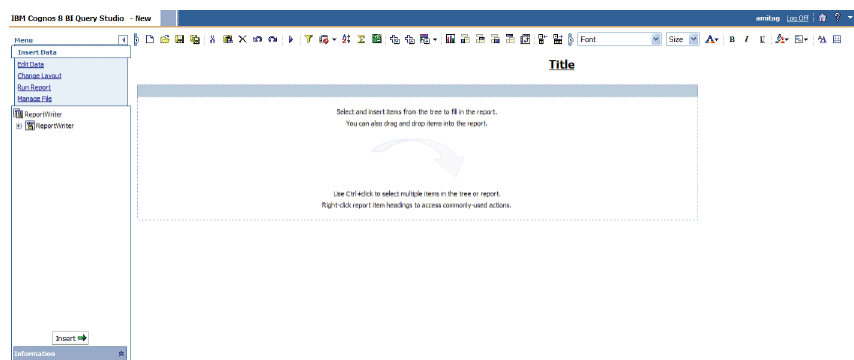 IBM Cognos 8 BI Query Studio - New
amitag Log Off
Menu
Font
Size
A
B
I
U
Insert Data
Edit Data
Change Layout
Run Report
Manage File
Title
ReportWriter
ReportWriter
Select and insert items from the tree to fill in the report.
You can also drag and drop items into the report.
Use Ctrl+click to select multiple items in the tree or report.
Right-click report item headings to access commonly-used actions.
Insert
Information